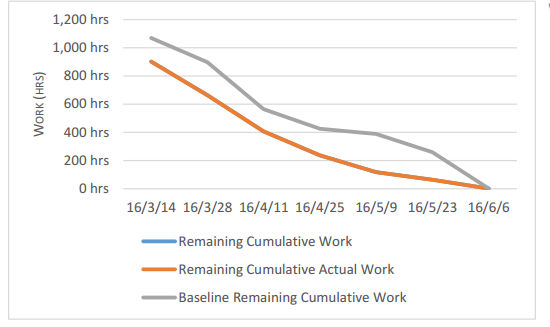 1,200 hrs
1,000 hrs
800 hrs
600 hrs
400 hrs
200 hrs
0 hrs
WORK (HRS)
16/3/14 16/3/28 16/4/11 16/4/25 16/5/9 16/5/23 16/6/6
Remaining Cumulative Work
Remaining Cumulative Actual Work
Baseline Remaining Cumulative Work